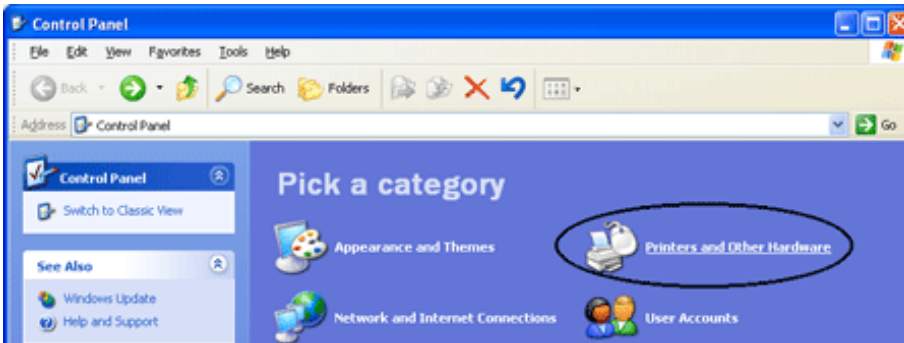 Control Panel
File Edit View Favorites Tools Help
Back Search Folders
Address Control Panel Go
Control Panel
Switch to Classic View
See Also
Windows Update
Help and Support
Pick a category
Appearance and Themes Printers and Other Hardware
Network and Internet Connections User Accounts